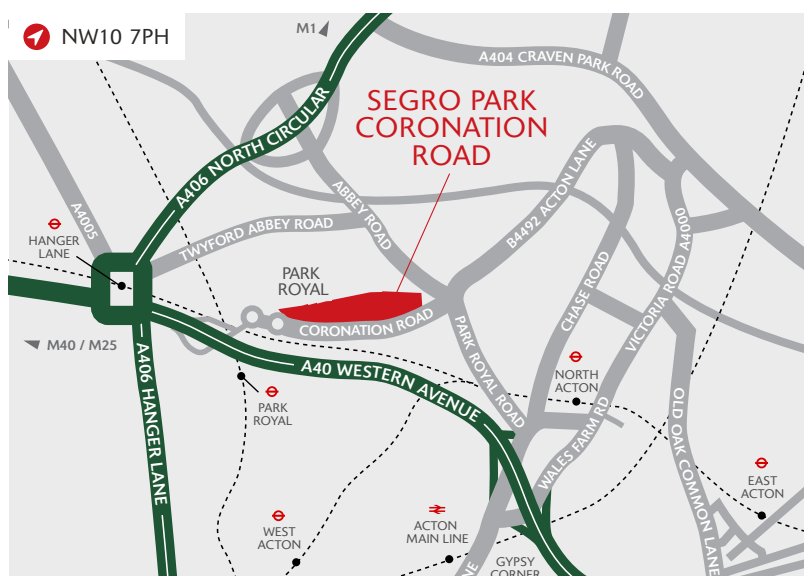 NW10 7PH
M1
A404 CRAVEN PARK ROAD
SEGRO PARK
CORONATION
ROAD
A406 NORTH CIRCULAR
A4005
ABBEY ROAD
B4492 ACTON LANE
HANGER
LANE
TWYFORD ABBEY ROAD
PARK
ROYAL
CORONATION ROAD
CHASE ROAD
VICTORIA ROAD A4000
M40 / M25
A406 HANGER LANE
A40 WESTERN AVENUE
PARK ROYAL ROAD
NORTH
ACTON
PARK
ROYAL
WALES FARM RD
OLD OAK COMMON LANE
EAST
ACTON
WEST
ACTON
ACTON
MAIN LINE
GYPSY
CORNER